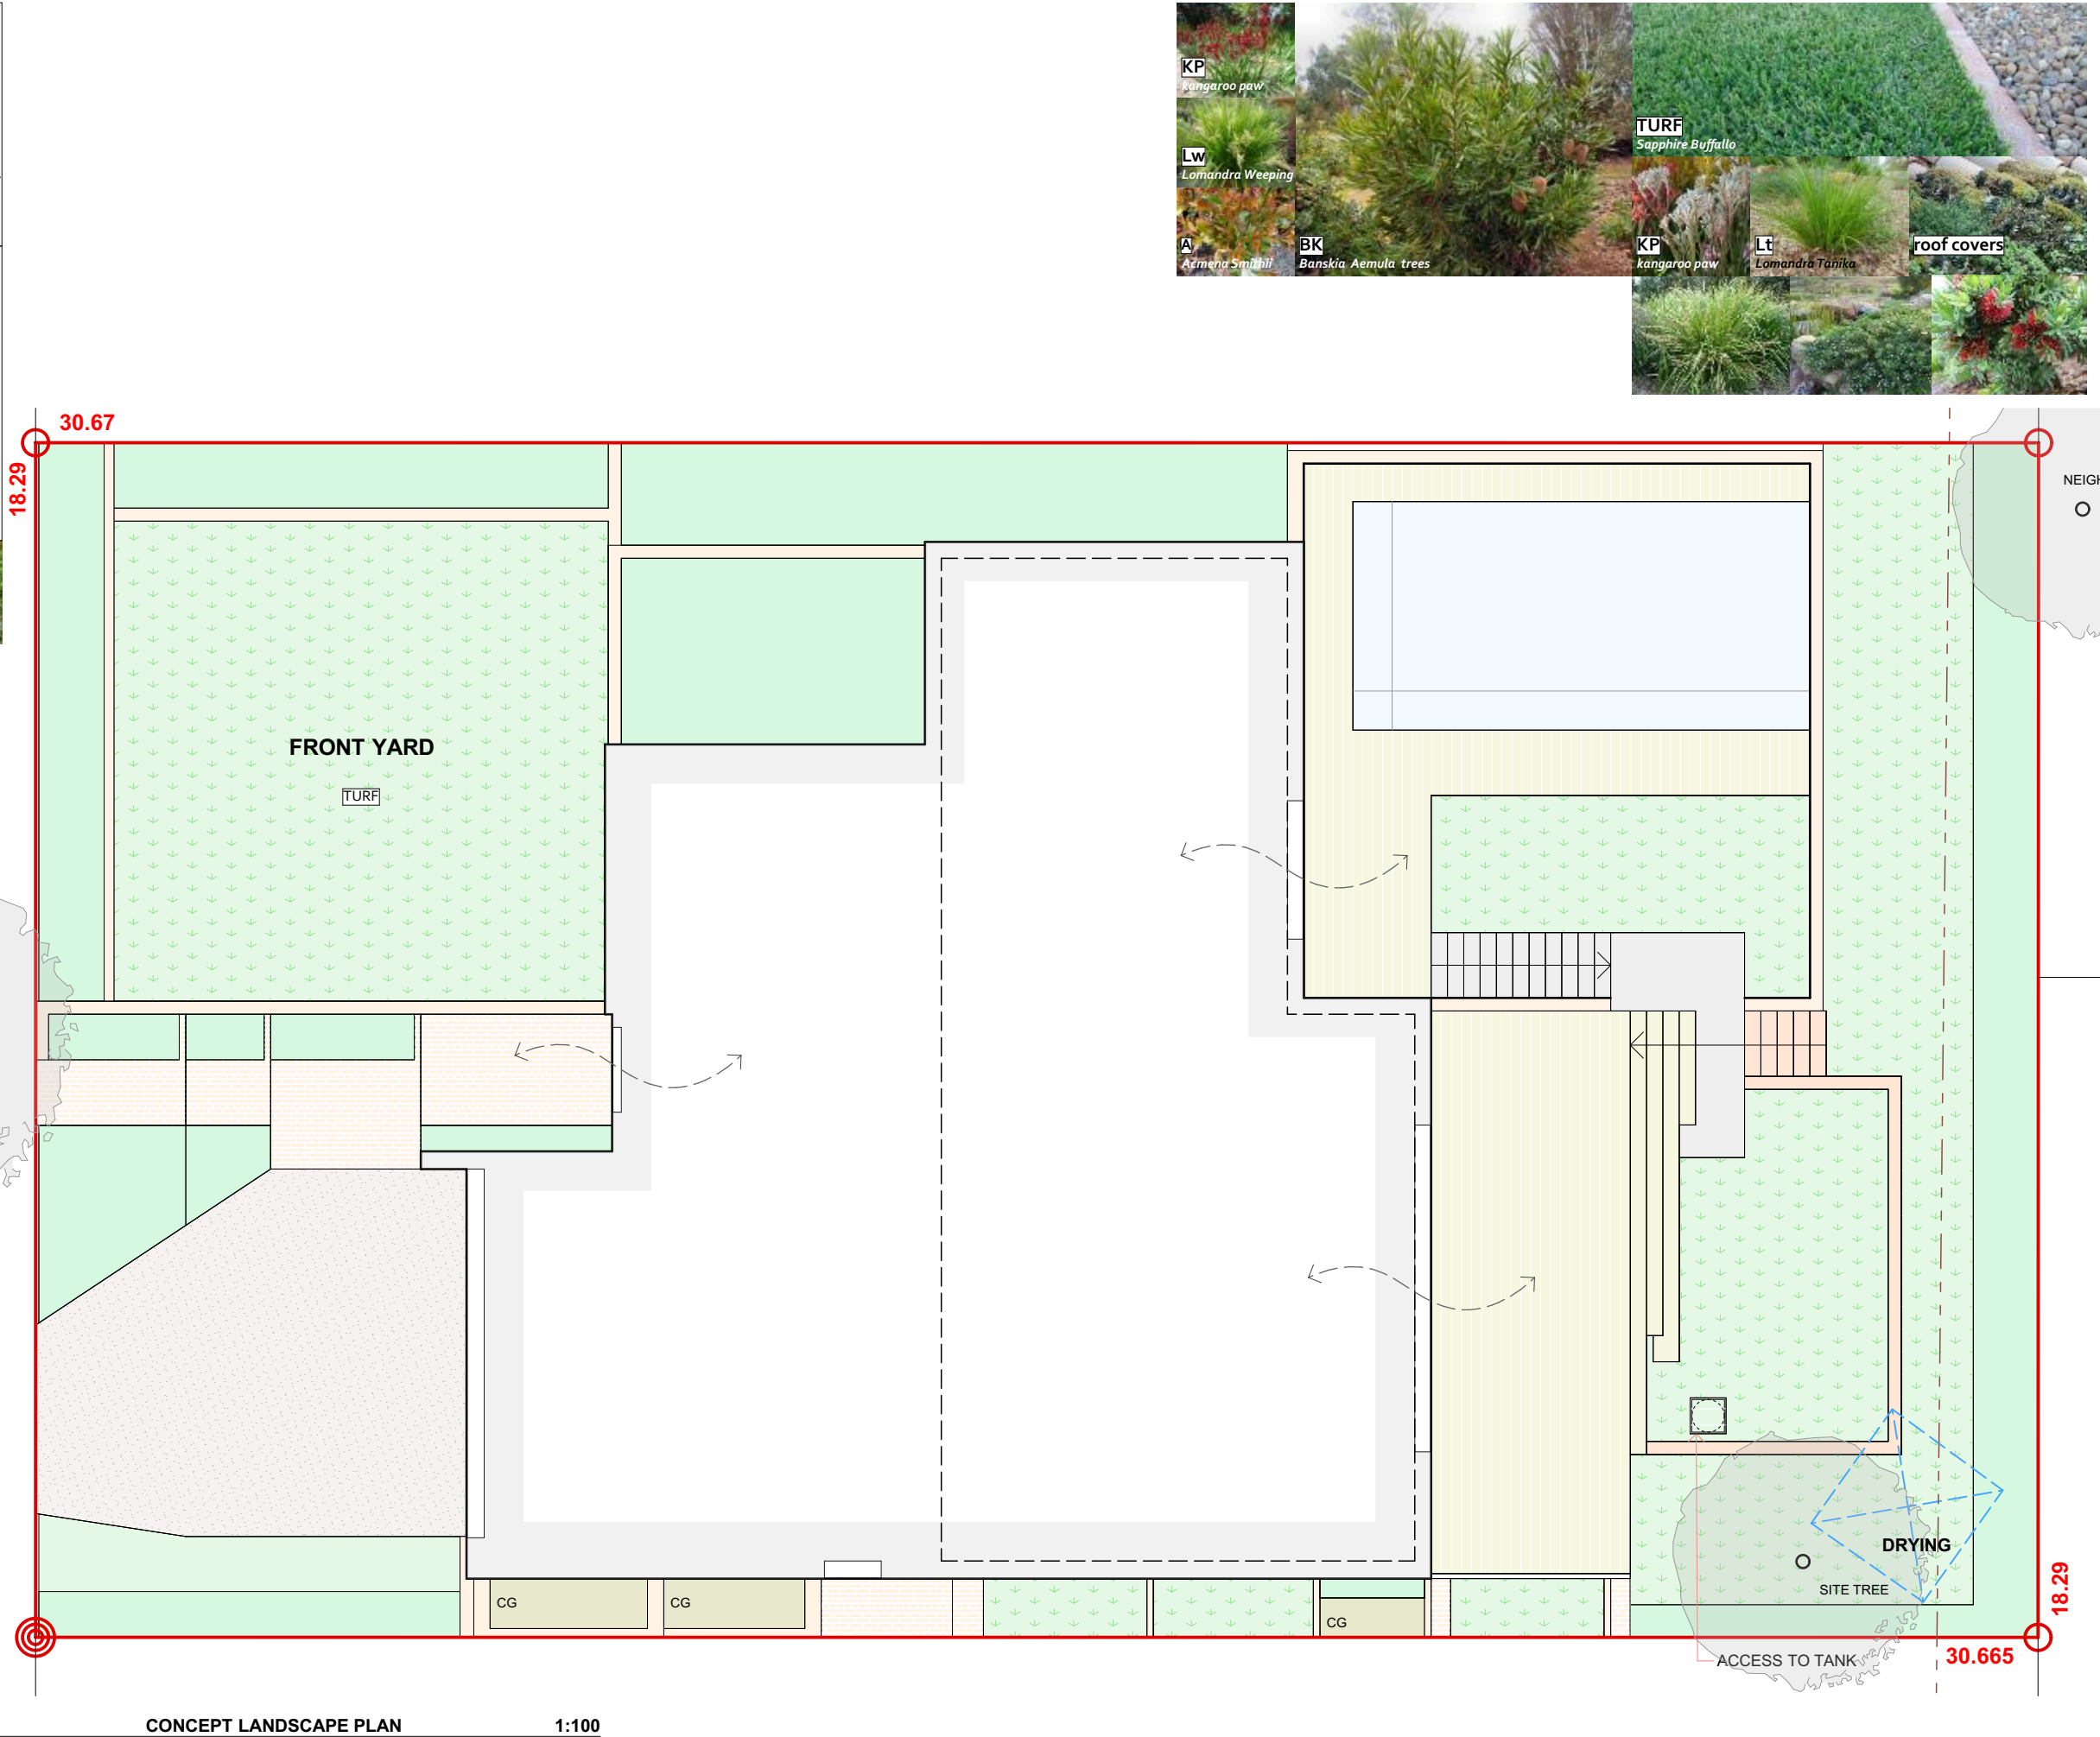 KP
kangaroo paw
Lw
Lomandra Weeping
A
Acmena Smithii
BK
Banskia Aemula trees
TURF
Sapphire Buffallo
KP
kangaroo paw
Lt
Lomandra Tanika
roof covers
30.67
18.29
NEIGH
FRONT YARD
TURF
DRYING
SITE TREE
CG
CG
CG
18.29
30.665
ACCESS TO TANK
CONCEPT LANDSCAPE PLAN 1:100